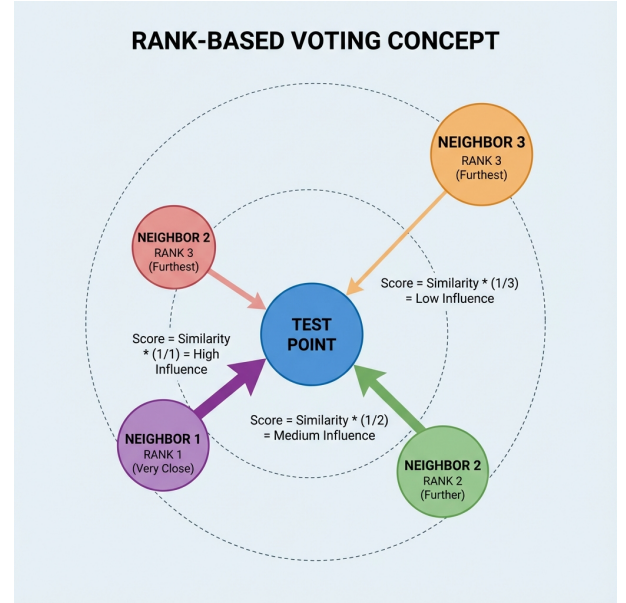 RANK-BASED VOTING CONCEPT
NEIGHBOR 3
RANK 3
(Furthest)
NEIGHBOR 2
RANK 3
(Furthest)
Score = Similarity * (1/3)
= Low Influence
TEST
POINT
Score = Similarity
* (1/1) = High
Influence
Score = Similarity * (1/2)
= Medium Influence
NEIGHBOR 1
RANK 1
(Very Close)
NEIGHBOR 2
RANK 2
(Further)